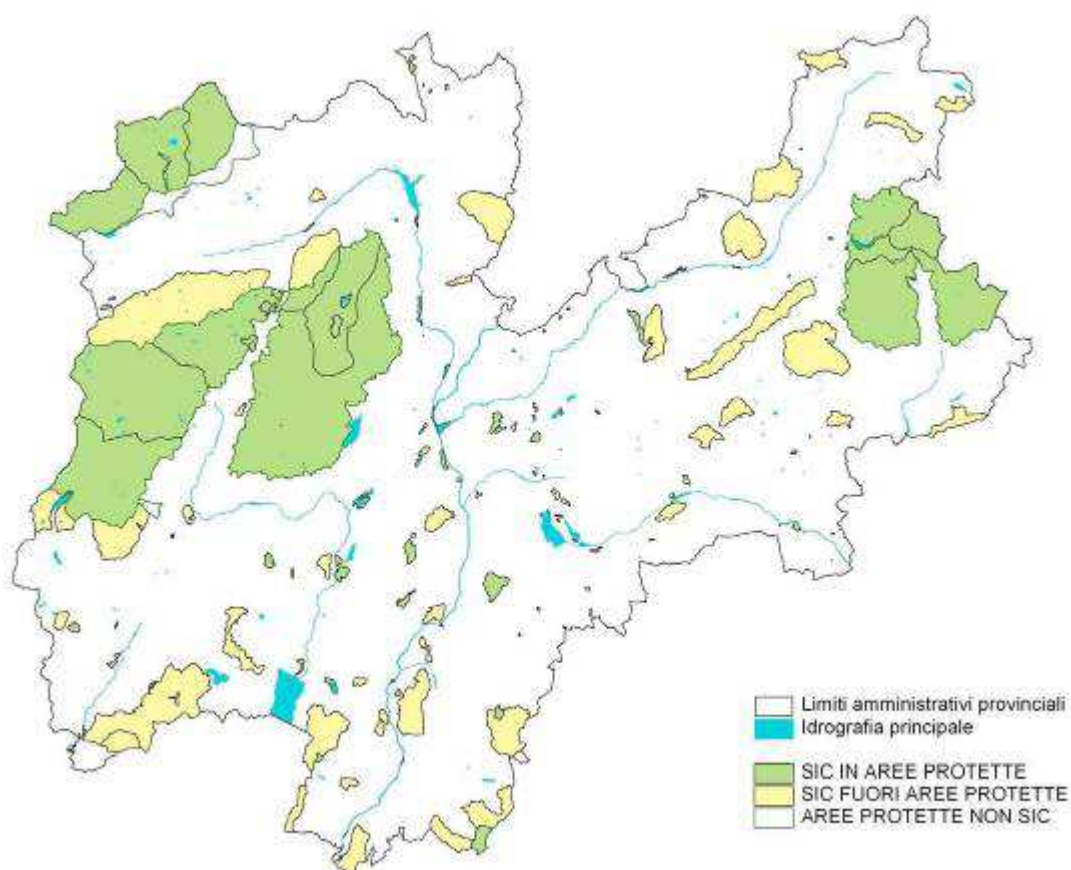 Limiti amministrativi provinciali
Idrografia principale
SIC IN AREE PROTETTE
SIC FUORI AREE PROTETTE
AREE PROTETTE NON SIC